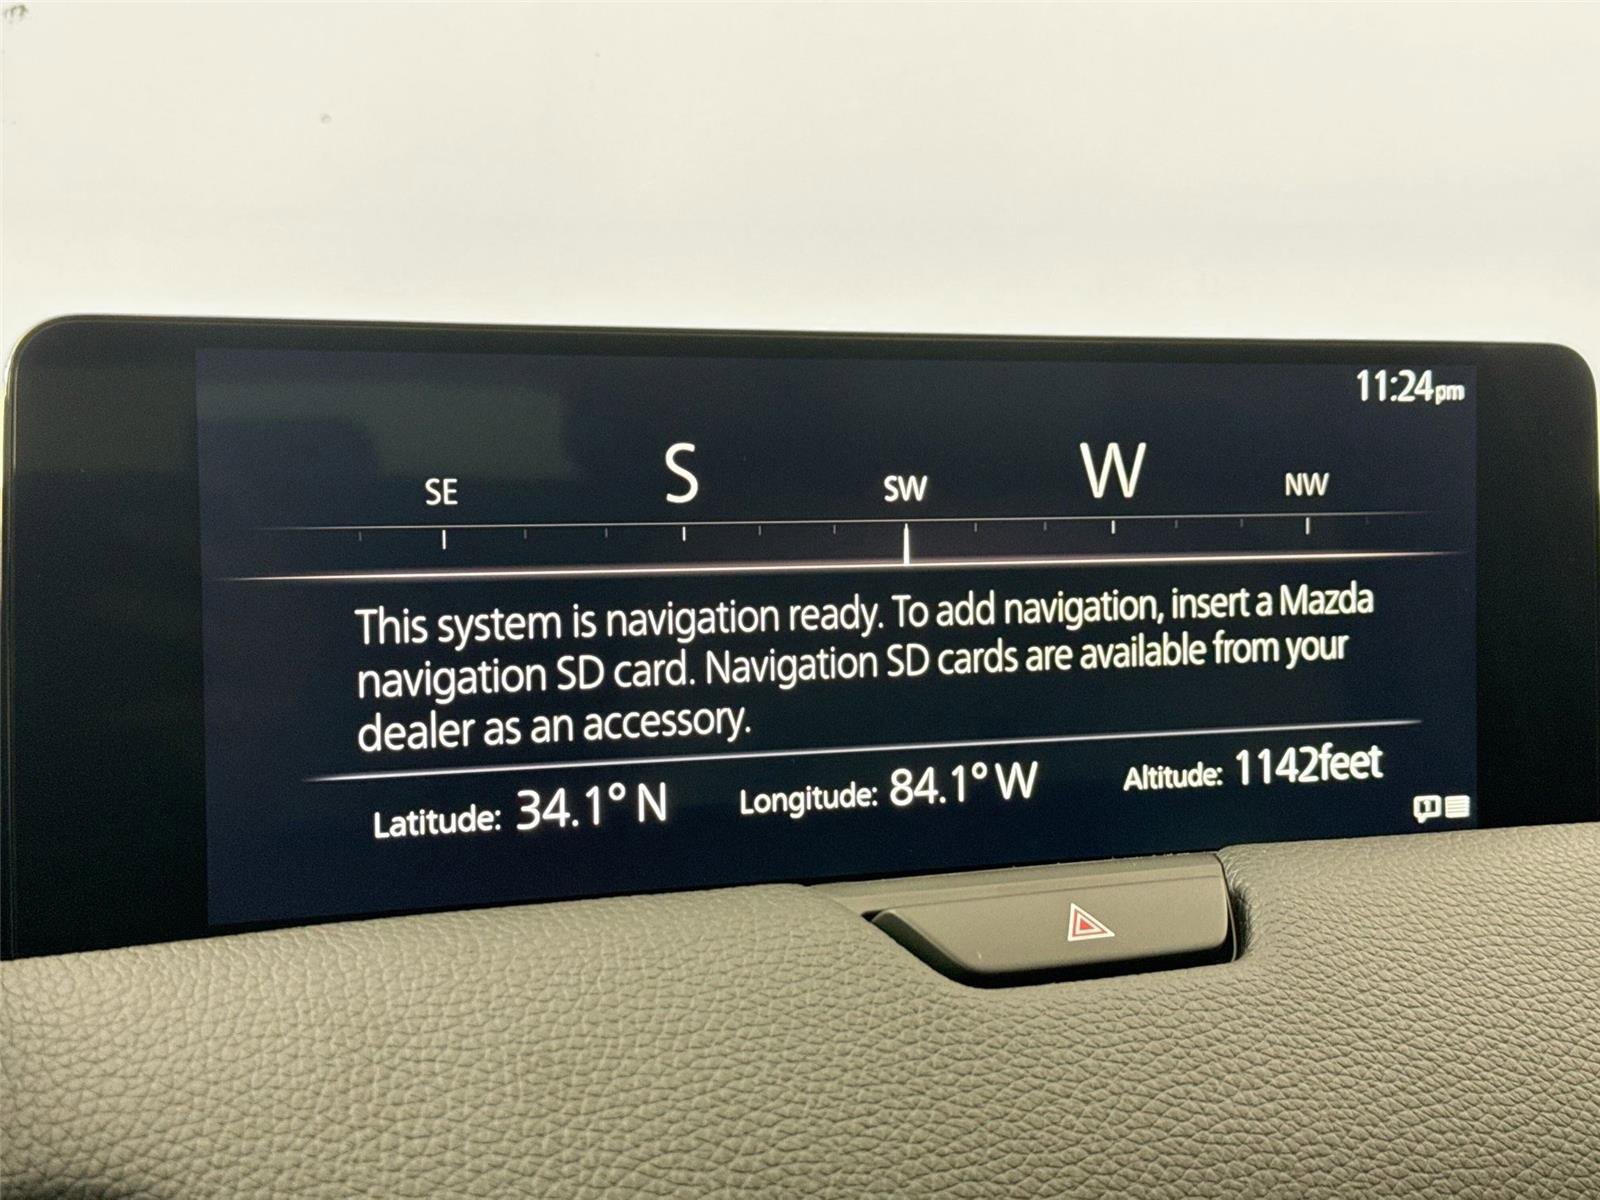 11:24pm
SE S SW W NW
This system is navigation ready. To add navigation, insert a Mazda
navigation SD card. Navigation SD cards are available from your
dealer as an accessory.
Latitude: 34.1° N Longitude: 84.1° W Altitude: 1142feet
1